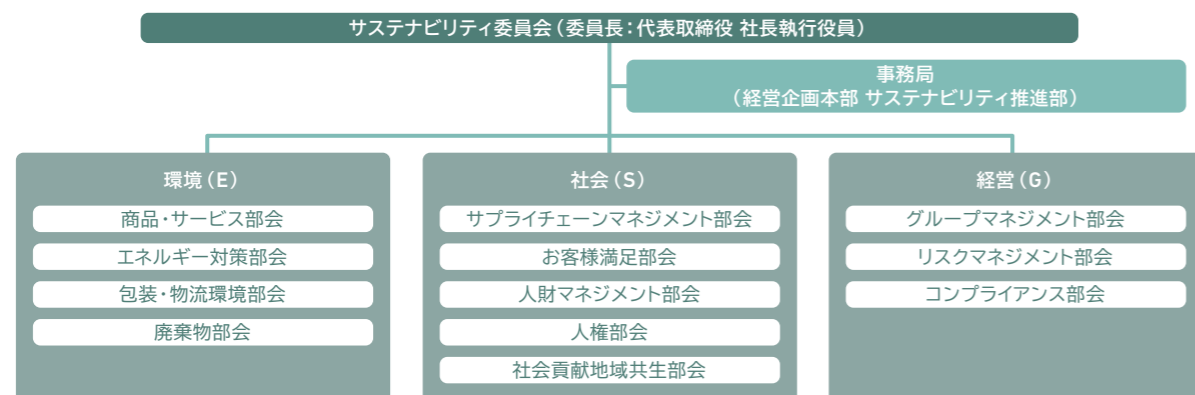 サステナビリティ委員会（委員長：代表取締役 社長執行役員）
事務局
（経営企画本部 サステナビリティ推進部）
環境（E）
商品・サービス部会
エネルギー対策部会
包装・物流環境部会
廃棄物部会
社会（S）
サプライチェーンマネジメント部会
お客様満足部会
人財マネジメント部会
人権部会
社会貢献地域共生部会
経営（G）
グループマネジメント部会
リスクマネジメント部会
コンプライアンス部会